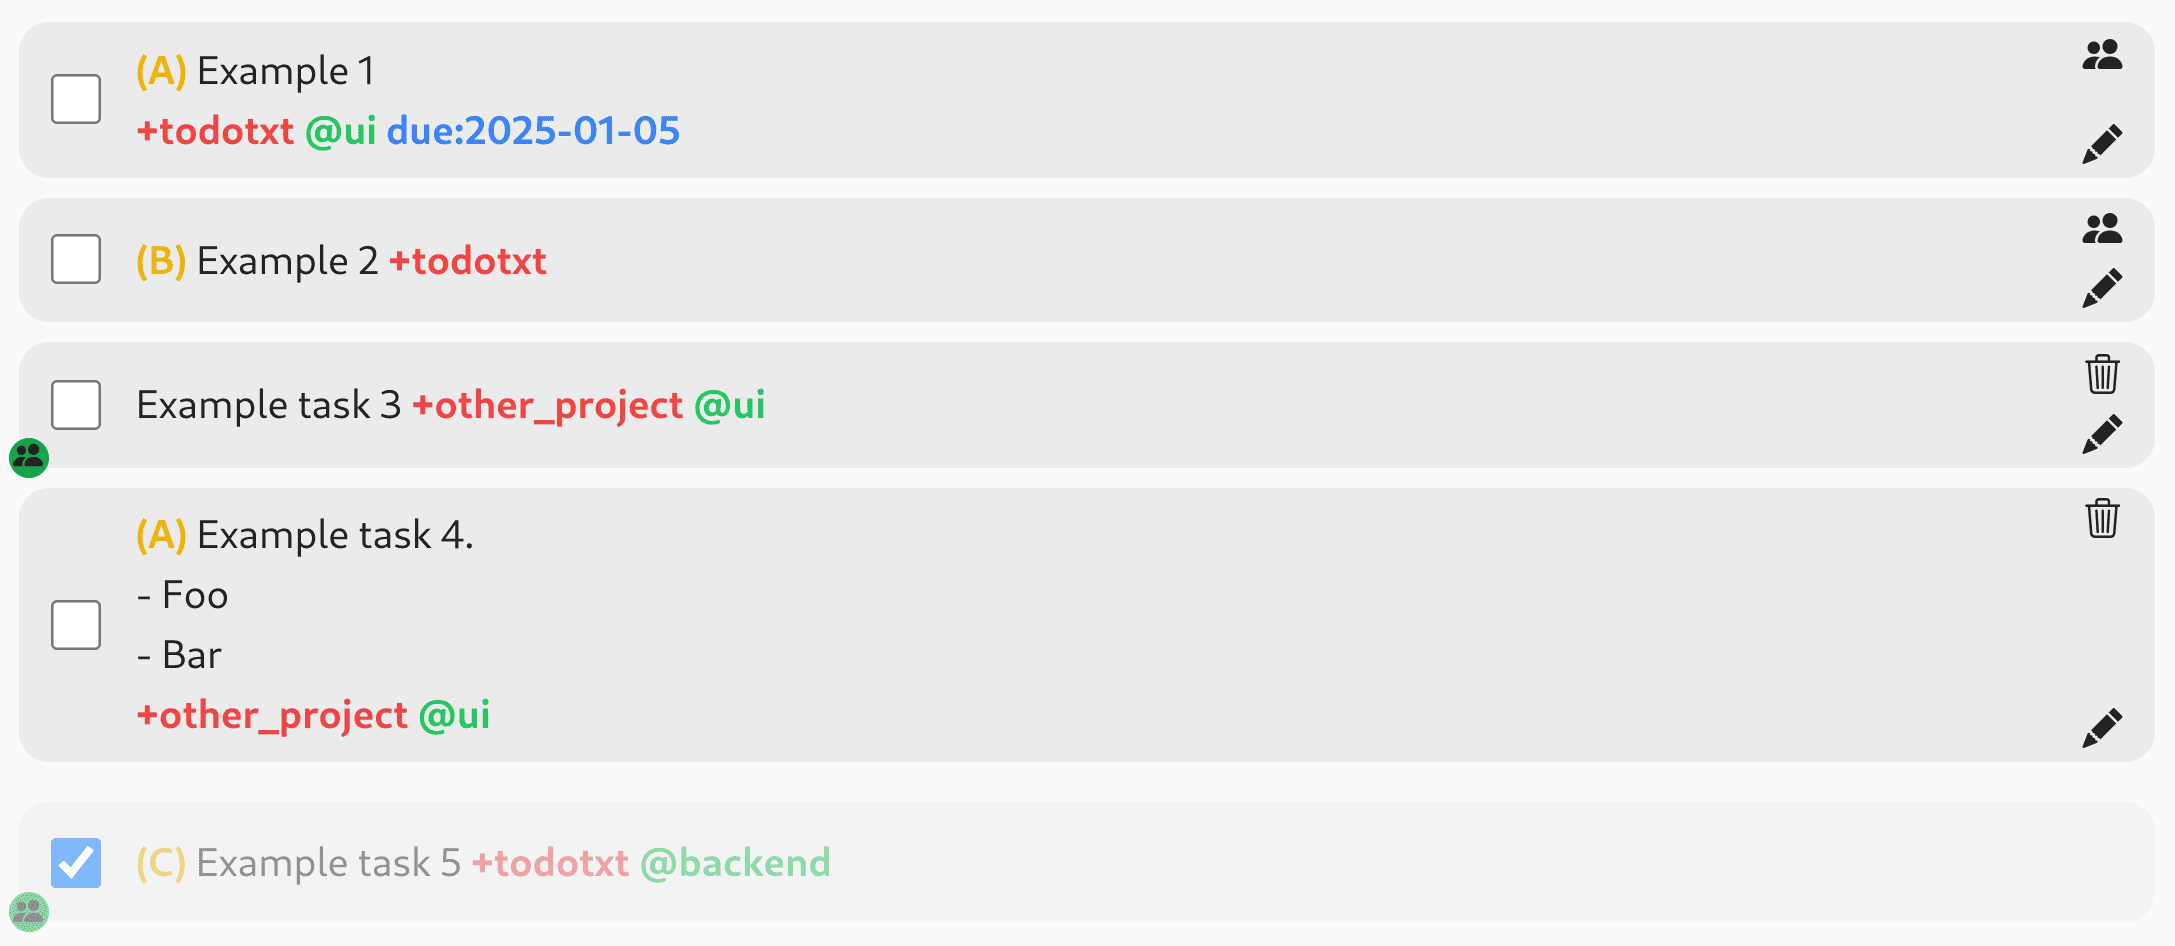 (A) Example 1
+todotxt @ui due:2025-01-05
(B) Example 2 +todotxt
Example task 3 +other_project @ui
(A) Example task 4.
- Foo
- Bar
+other_project @ui
(C) Example task 5 +todotxt @backend